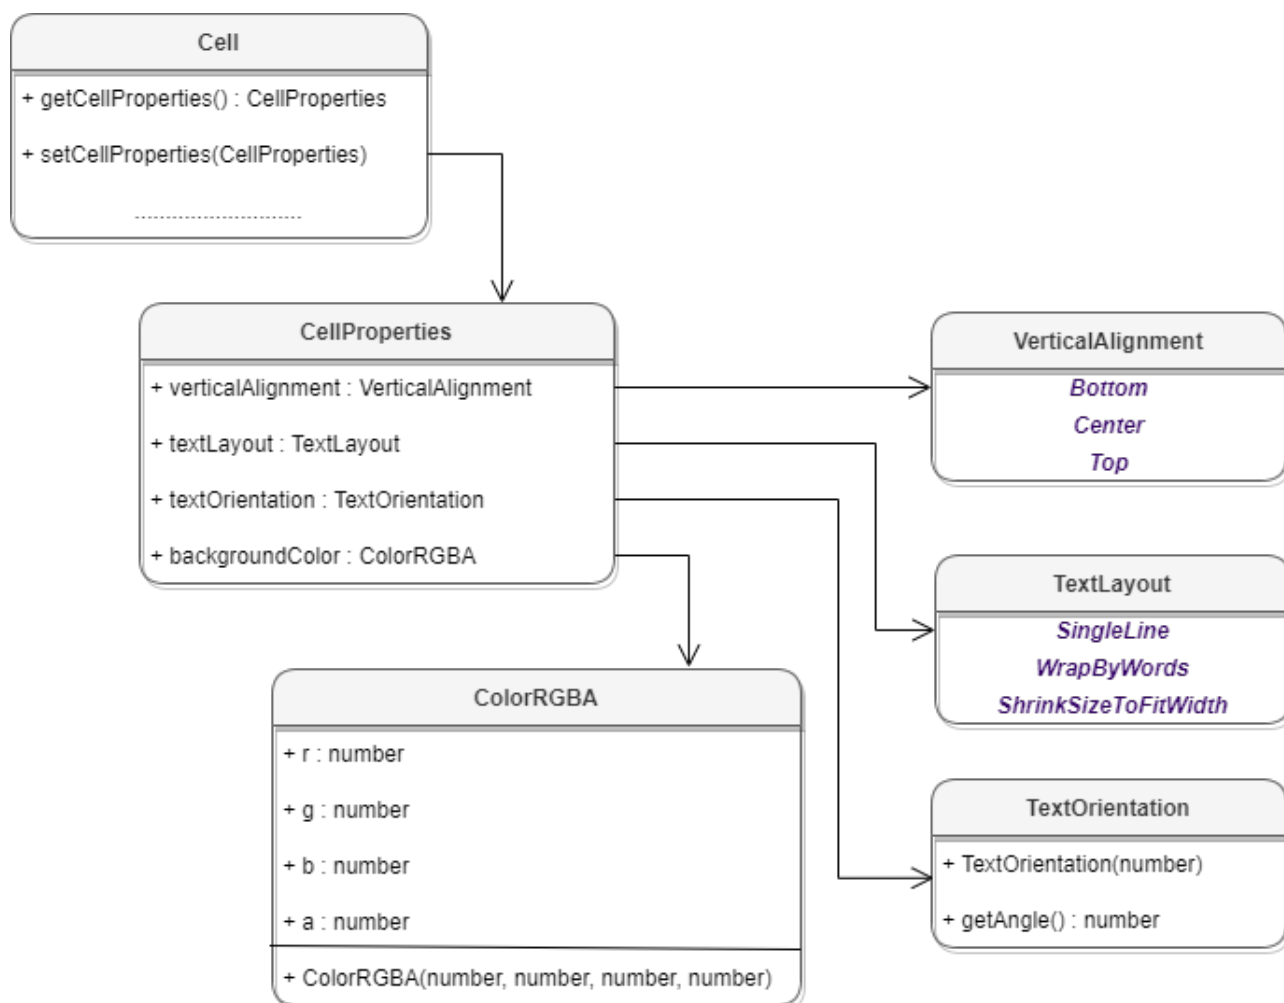 Cell
+ getCellProperties() : CellProperties
+ setCellProperties(CellProperties)
..............................
CellProperties
+ verticalAlignment : VerticalAlignment
+ textLayout : TextLayout
+ textOrientation : TextOrientation
+ backgroundColor : ColorRGBA
VerticalAlignment
Bottom
Center
Top
TextLayout
SingleLine
WrapByWords
ShrinkSizeToFitWidth
ColorRGBA
+ r : number
+ g : number
+ b : number
+ a : number
+ ColorRGBA(number, number, number, number)
TextOrientation
+ TextOrientation(number)
+ getAngle() : number